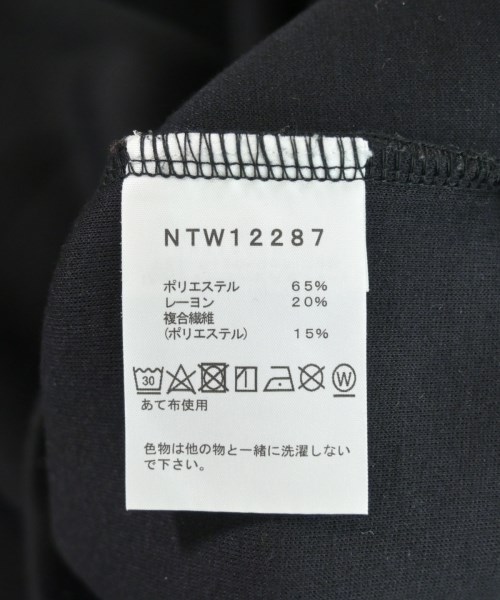 NTW12287
ポリエステル 65%
レーヨン 20%
複合繊維
(ポリエステル) 15%
30 W
あて布使用
色物は他の物と一緒に洗濯しない
で下さい。